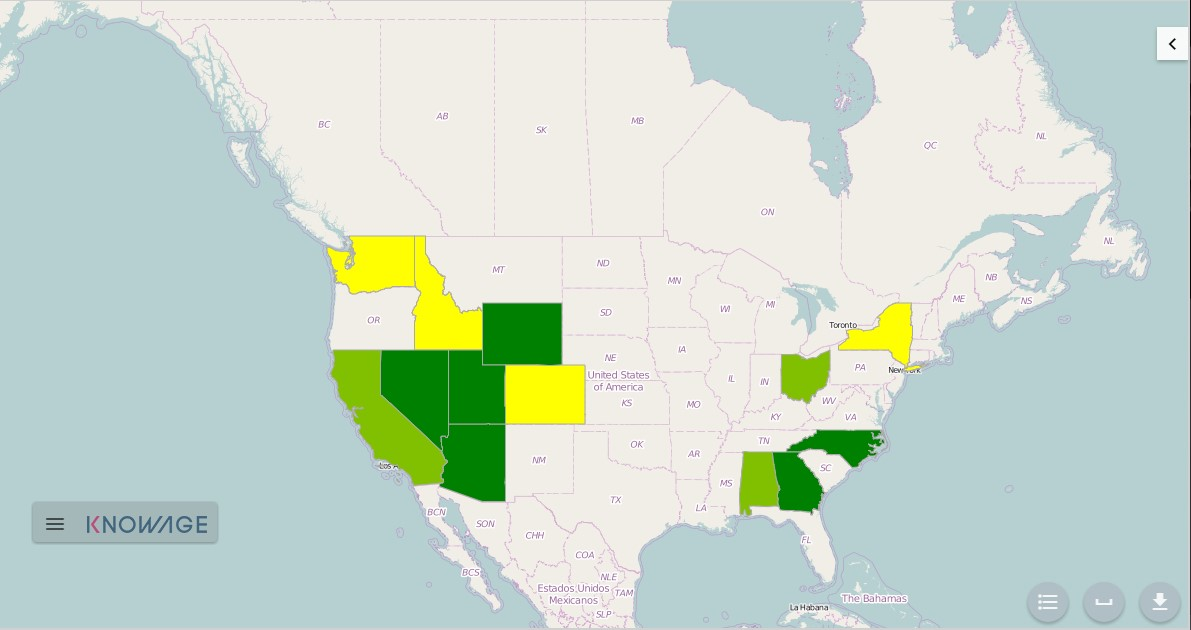 BC
AB
SK
MB
QC
NL
ON
NL
NB
NS
ME
MT
ND
MN
SD
WI
MI
OR
Toronto
IA
NE
PA
New York
United States
of America
IL
IN
KS
MO
WV
KY
VA
TN
OK
AR
SC
NM
Los A
MS
TX
LA
BCN
SON
KNOWAGE
CHH
FL
COA
BCS
NLE
Estados Unidos
Mexicanos
TAM
SLP
La Habana
The Bahamas